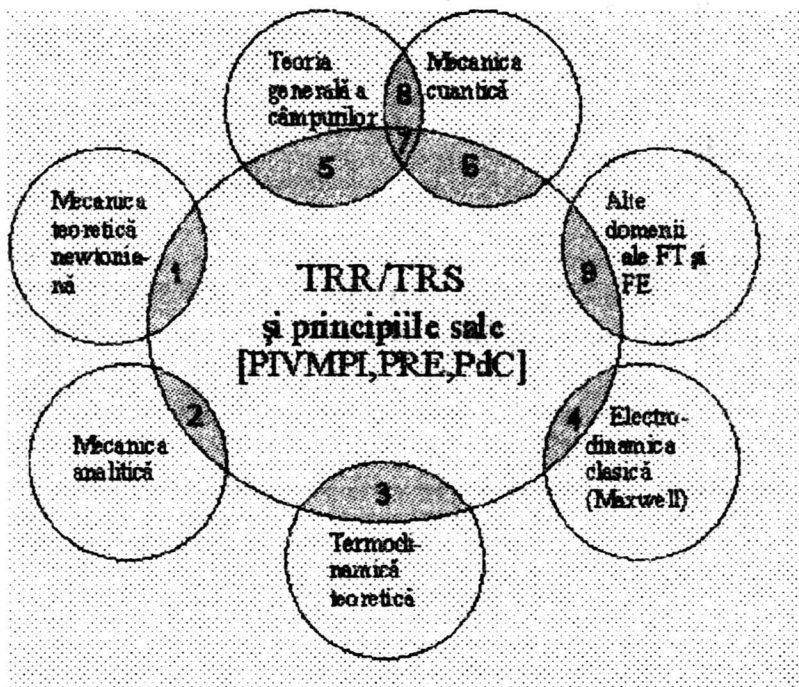 Teoria
generală a
câmpurilor
8
Mecanica
cuantică
7
5
6
Mecanica
teoretică
newtonia-
nă
1
Alte
domenii
ale FT și
FE
9
TRR/TRS
și principiile sale
[PIVMPI,PRE,PdC]
2
Mecanica
analitică
4
Electro-
dinamica
clasică
(Maxwell)
3
Termodi-
namică
teoretică